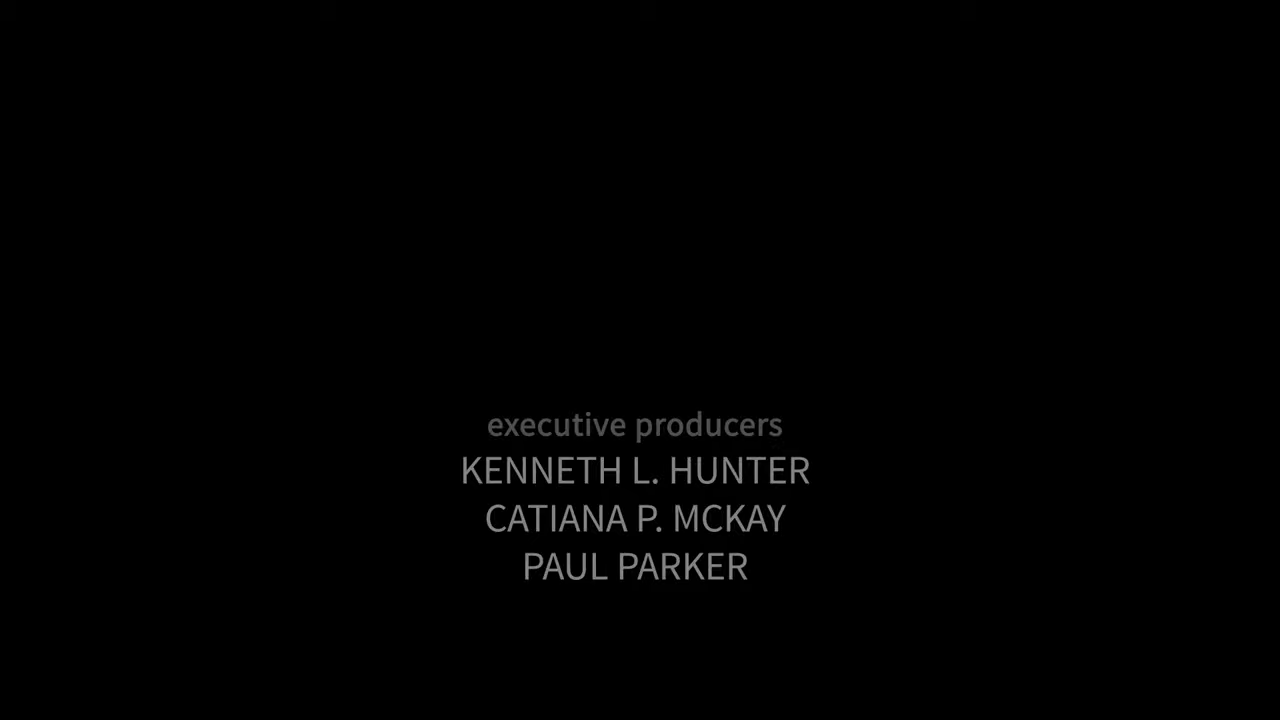 executive producers
KENNETH L. HUNTER
CATIANA P. MCKAY
PAUL PARKER